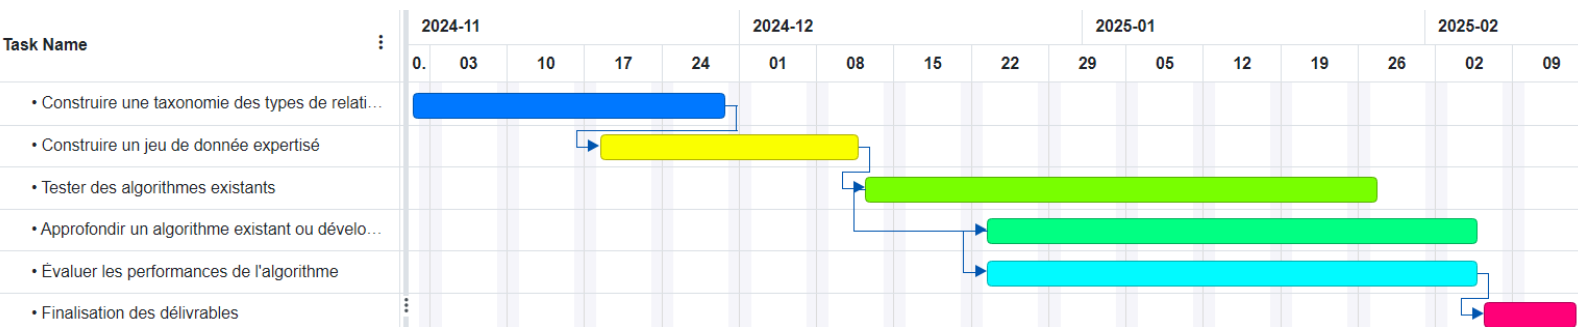 2024-11 2024-12 2025-01 2025-02
Task Name
0. 03 10 17 24 01 08 15 22 29 05 12 19 26 02 09
• Construire une taxonomie des types de relati...
• Construire un jeu de donnée expertisé
• Tester des algorithmes existants
• Approfondir un algorithme existant ou dévelo...
• Évaluer les performances de l'algorithme
• Finalisation des délivrables